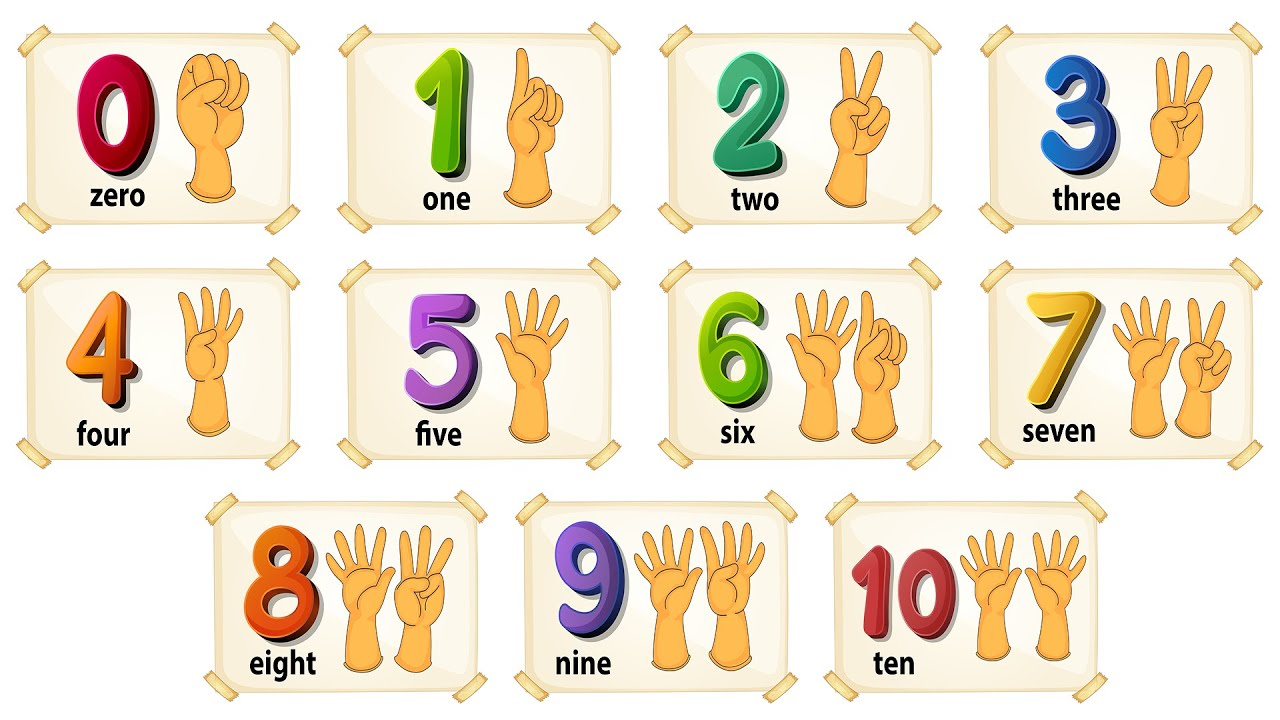 0
zero
1
one
2
two
3
three
4
four
5
five
6
six
7
seven
8
eight
9
nine
10
ten